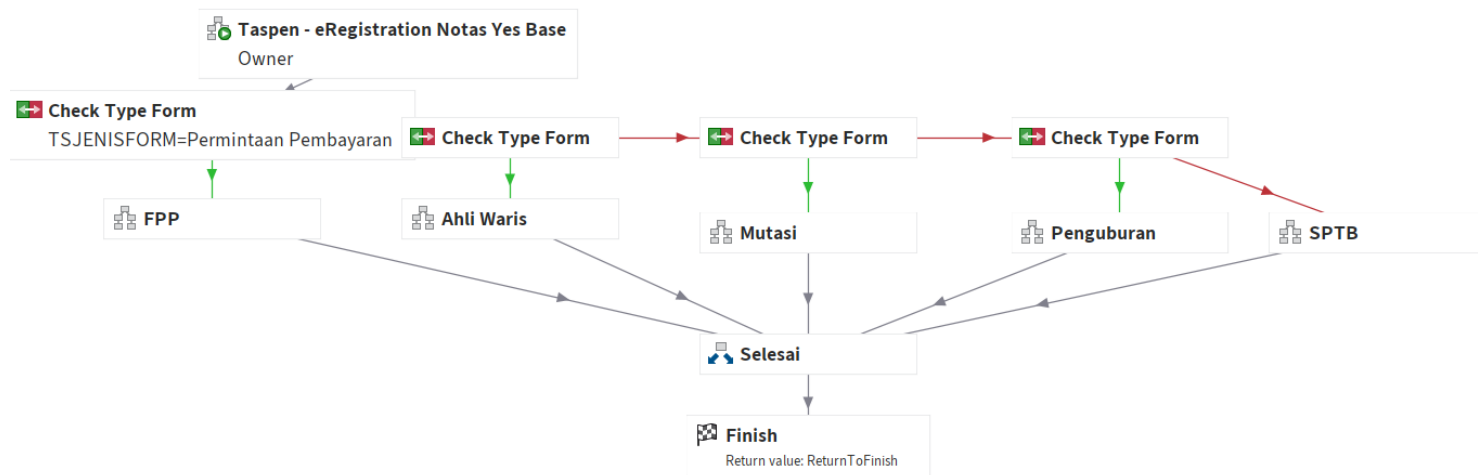 Taspen - eRegistration Notas Yes Base
Owner
Check Type Form
TSJENISFORM=Permintaan Pembayaran
Check Type Form
Check Type Form
Check Type Form
FPP
Ahli Waris
Mutasi
Penguburan
SPTB
Selesai
Finish
Return value: ReturnToFinish